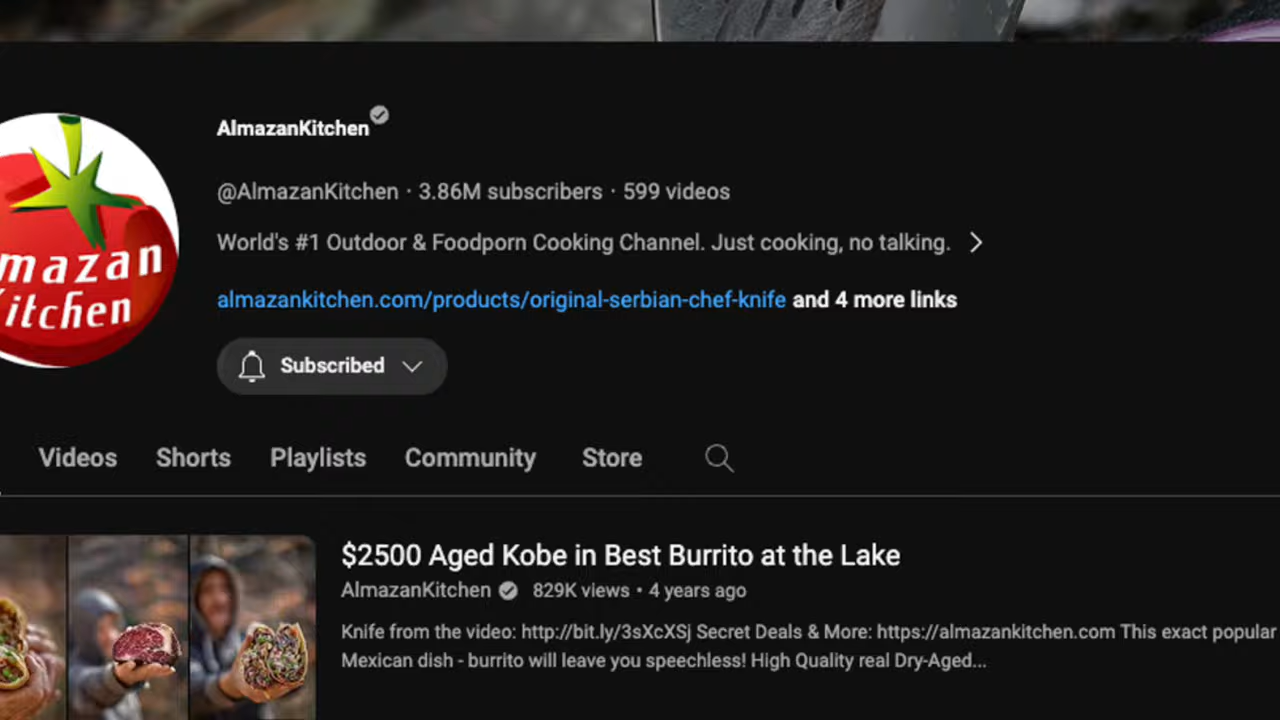 AlmazanKitchen
@AlmazanKitchen · 3.86M subscribers · 599 videos
World's #1 Outdoor & Foodporn Cooking Channel. Just cooking, no talking.
almazankitchen.com/products/original-serbian-chef-knife and 4 more links
mazan
Kitchen
Subscribed
Videos Shorts Playlists Community Store
$2500 Aged Kobe in Best Burrito at the Lake
AlmazanKitchen 829K views • 4 years ago
Knife from the video: http://bit.ly/3sXcXSj Secret Deals & More: https://almazankitchen.com This exact popular
Mexican dish - burrito will leave you speechless! High Quality real Dry-Aged...